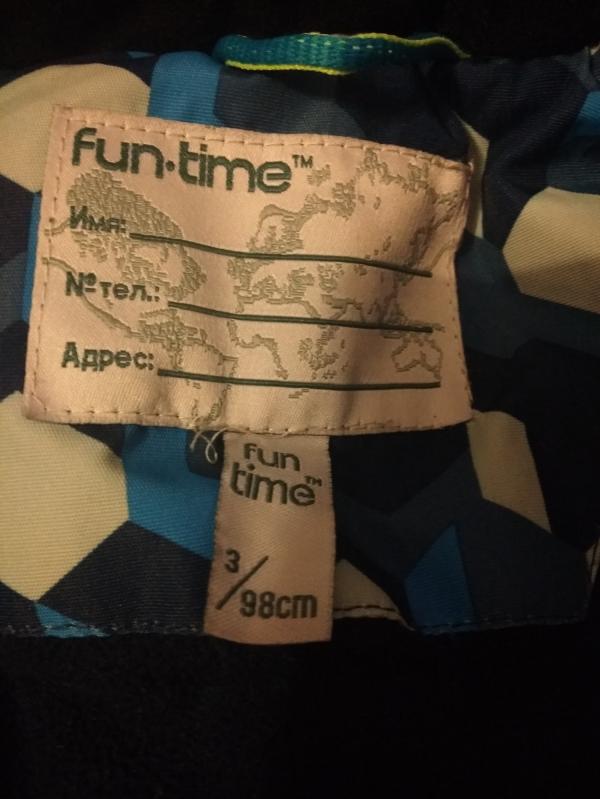 fun·time™
Имя:
№ тел.:
Адрес:
fun
time™
3/98cm